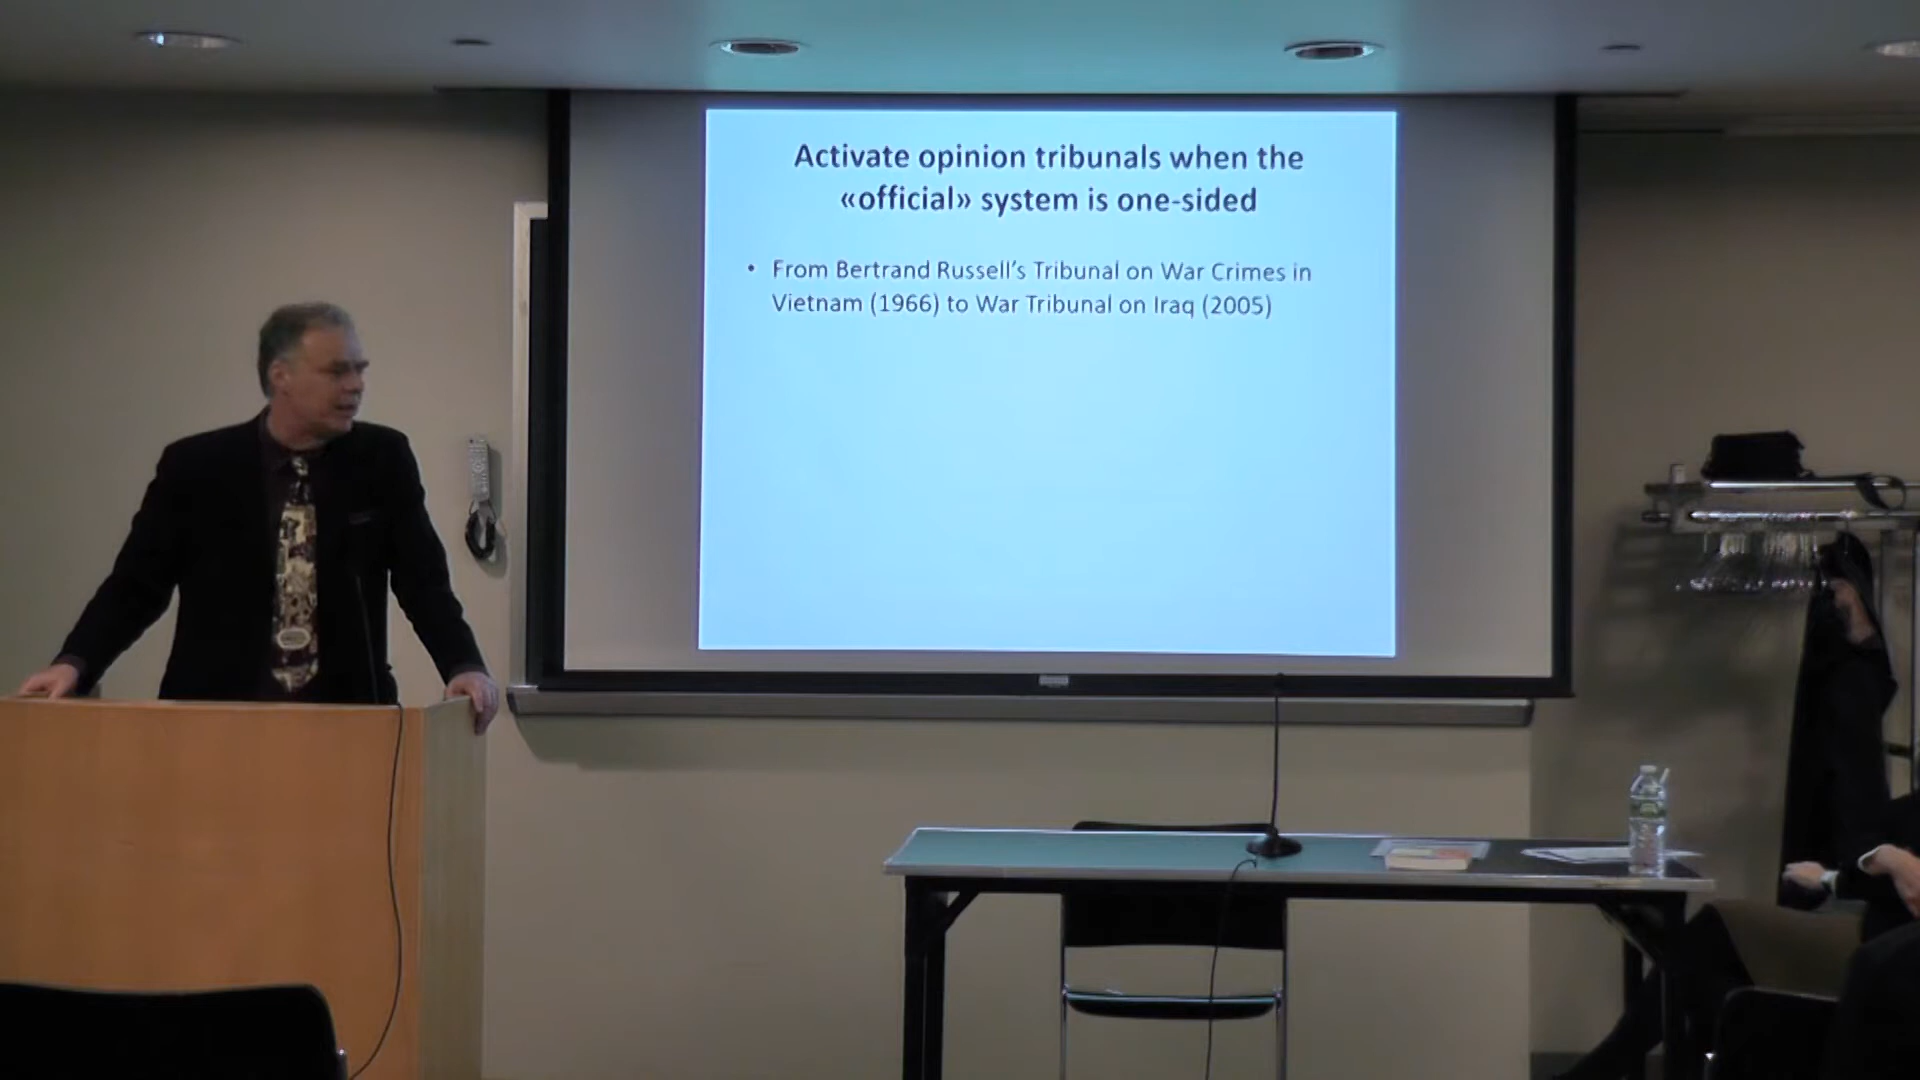 Activate opinion tribunals when the
«official» system is one-sided
• From Bertrand Russell's Tribunal on War Crimes in
Vietnam (1966) to War Tribunal on Iraq (2005)